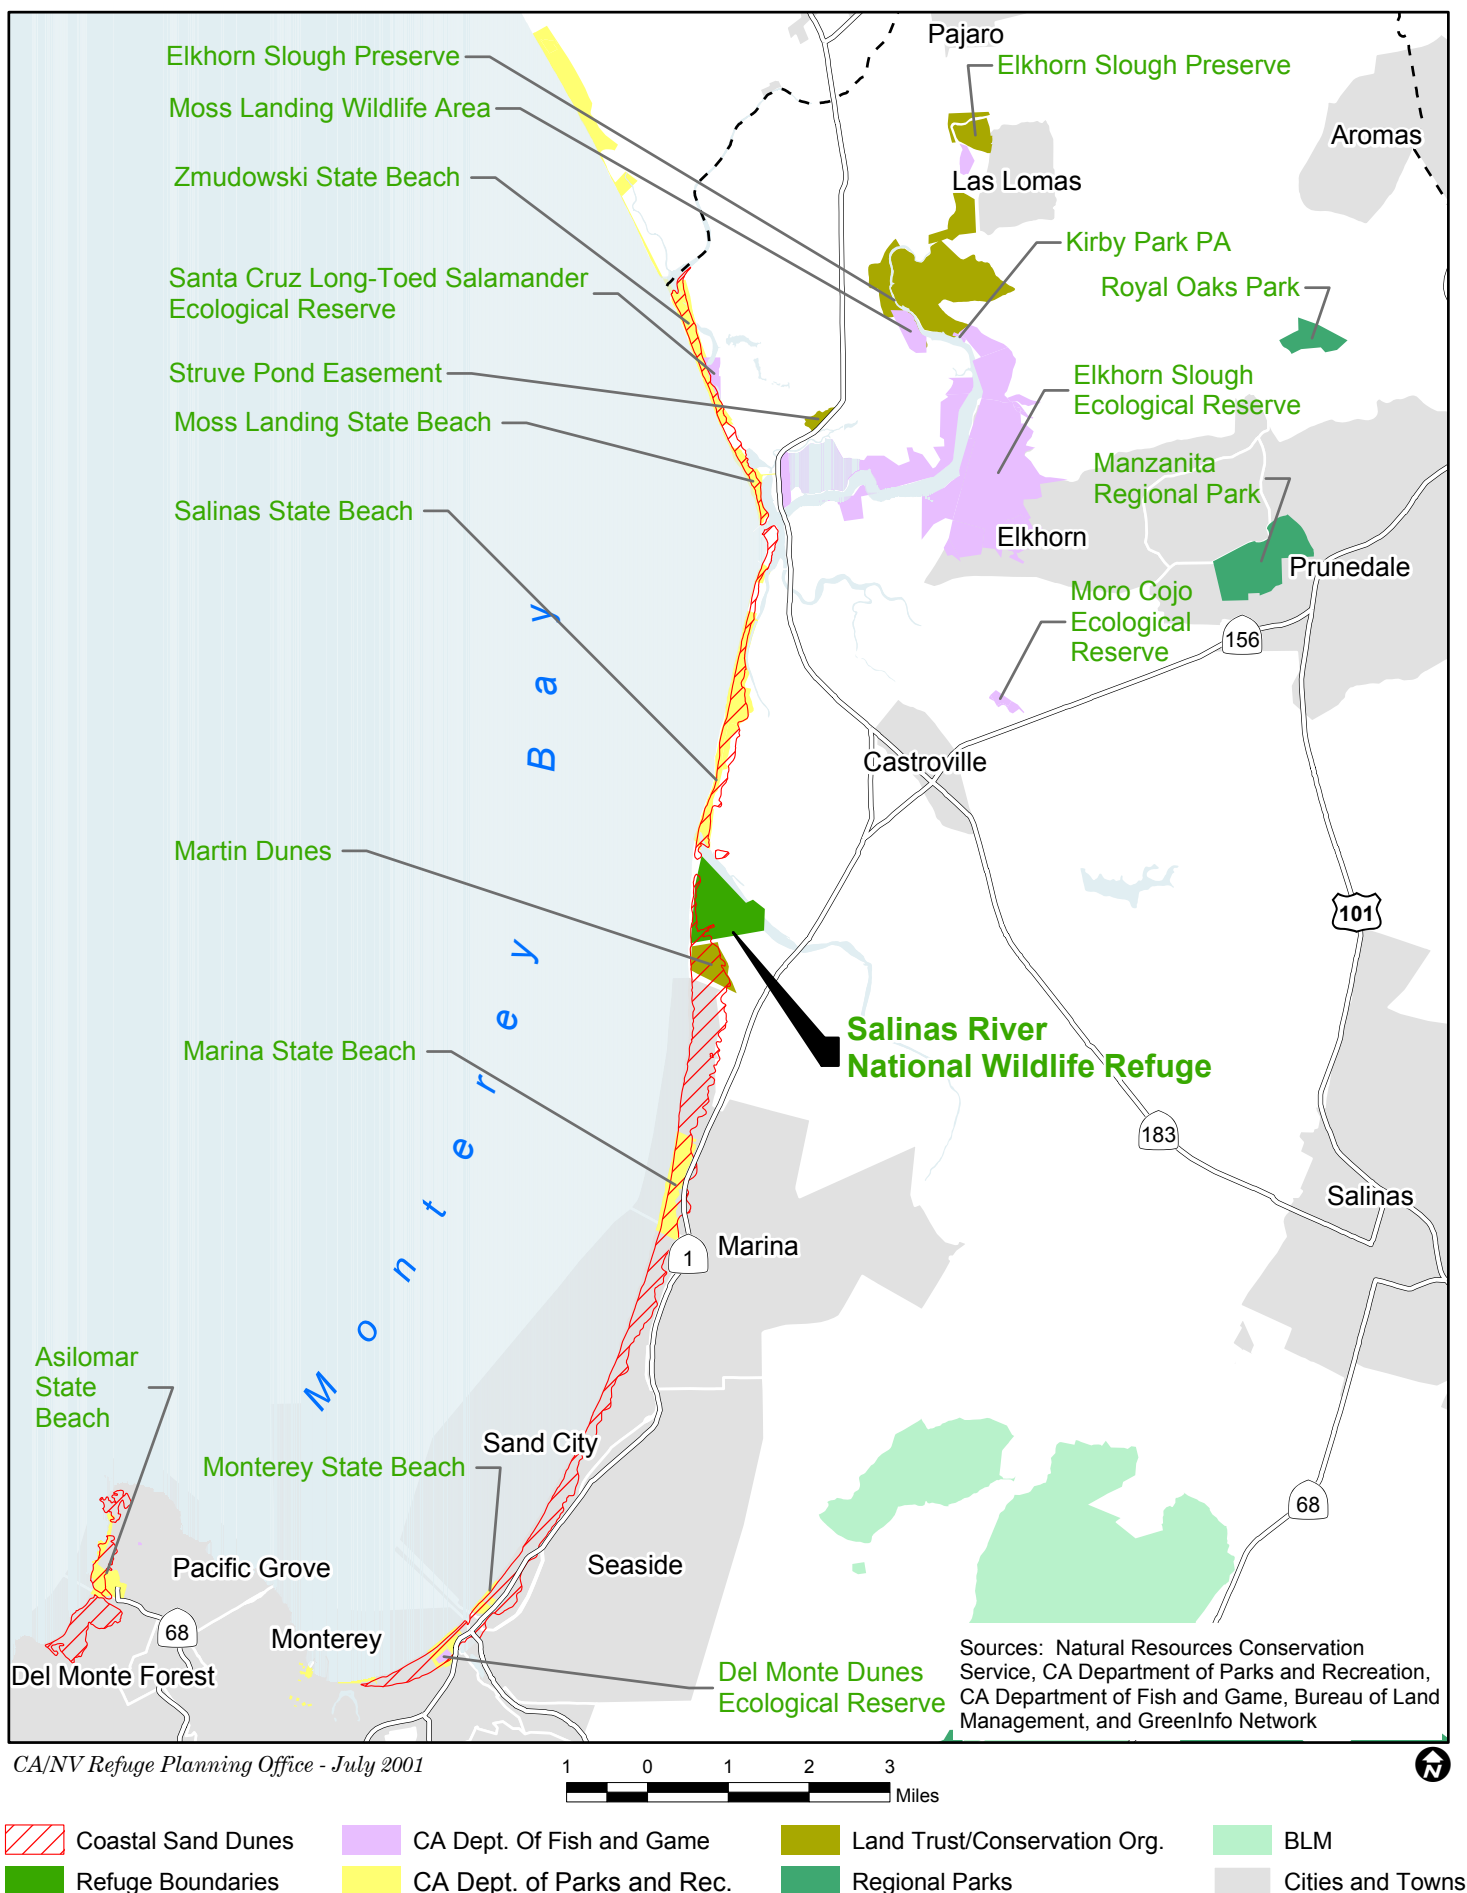 Pajaro
Elkhorn Slough Preserve
Elkhorn Slough Preserve
Moss Landing Wildlife Area
Aromas
Zmudowski State Beach
Las Lomas
Kirby Park PA
Santa Cruz Long-Toed Salamander
Ecological Reserve
Royal Oaks Park
Struve Pond Easement
Elkhorn Slough
Ecological Reserve
Moss Landing State Beach
Manzanita
Regional Park
Salinas State Beach
Elkhorn
Prunedale
Moro Cojo
Ecological
Reserve
156
Castroville
Martin Dunes
101
Monterey Bay
Salinas River
National Wildlife Refuge
Marina State Beach
183
Salinas
Marina
1
Asilomar
State
Beach
Sand City
Monterey State Beach
68
Pacific Grove
Seaside
68
Monterey
Del Monte Forest
Del Monte Dunes
Ecological Reserve
Sources: Natural Resources Conservation
Service, CA Department of Parks and Recreation,
CA Department of Fish and Game, Bureau of Land
Management, and GreenInfo Network
CA/NV Refuge Planning Office - July 2001
1 0 1 2 3
Miles
N
Coastal Sand Dunes
CA Dept. Of Fish and Game
Land Trust/Conservation Org.
BLM
Refuge Boundaries
CA Dept. of Parks and Rec.
Regional Parks
Cities and Towns